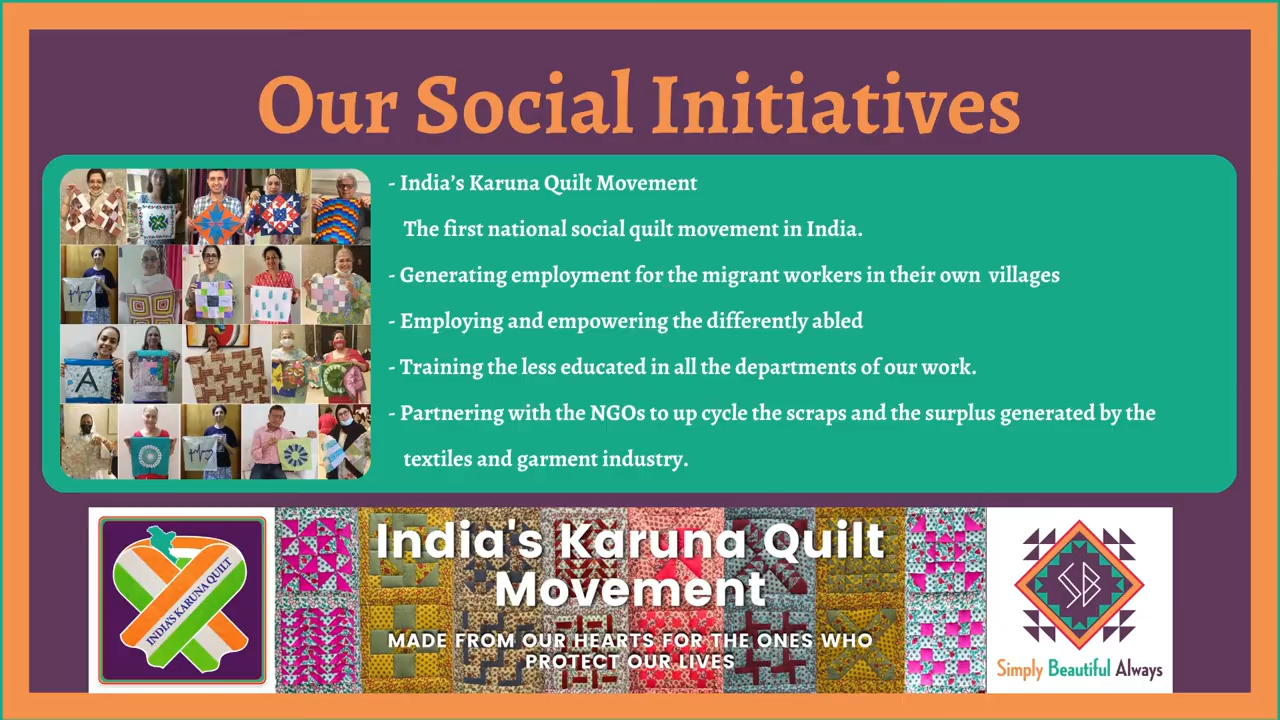 Our Social Initiatives
- India’s Karuna Quilt Movement
The first national social quilt movement in India.
- Generating employment for the migrant workers in their own villages
- Employing and empowering the differently abled
- Training the less educated in all the departments of our work.
- Partnering with the NGOs to up cycle the scraps and the surplus generated by the
textiles and garment industry.
A
C
INDIA'S KARUNA QUILT
India's Karuna Quilt
Movement
MADE FROM OUR HEARTS FOR THE ONES WHO
PROTECT OUR LIVES
SB
Simply Beautiful Always